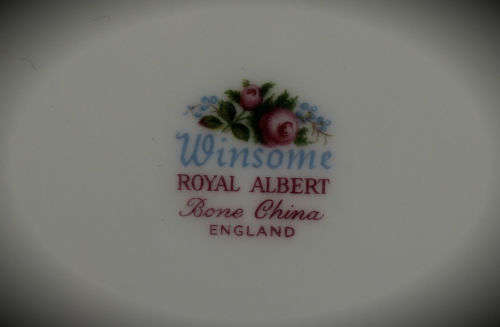 Winsome
ROYAL ALBERT
Bone China
ENGLAND